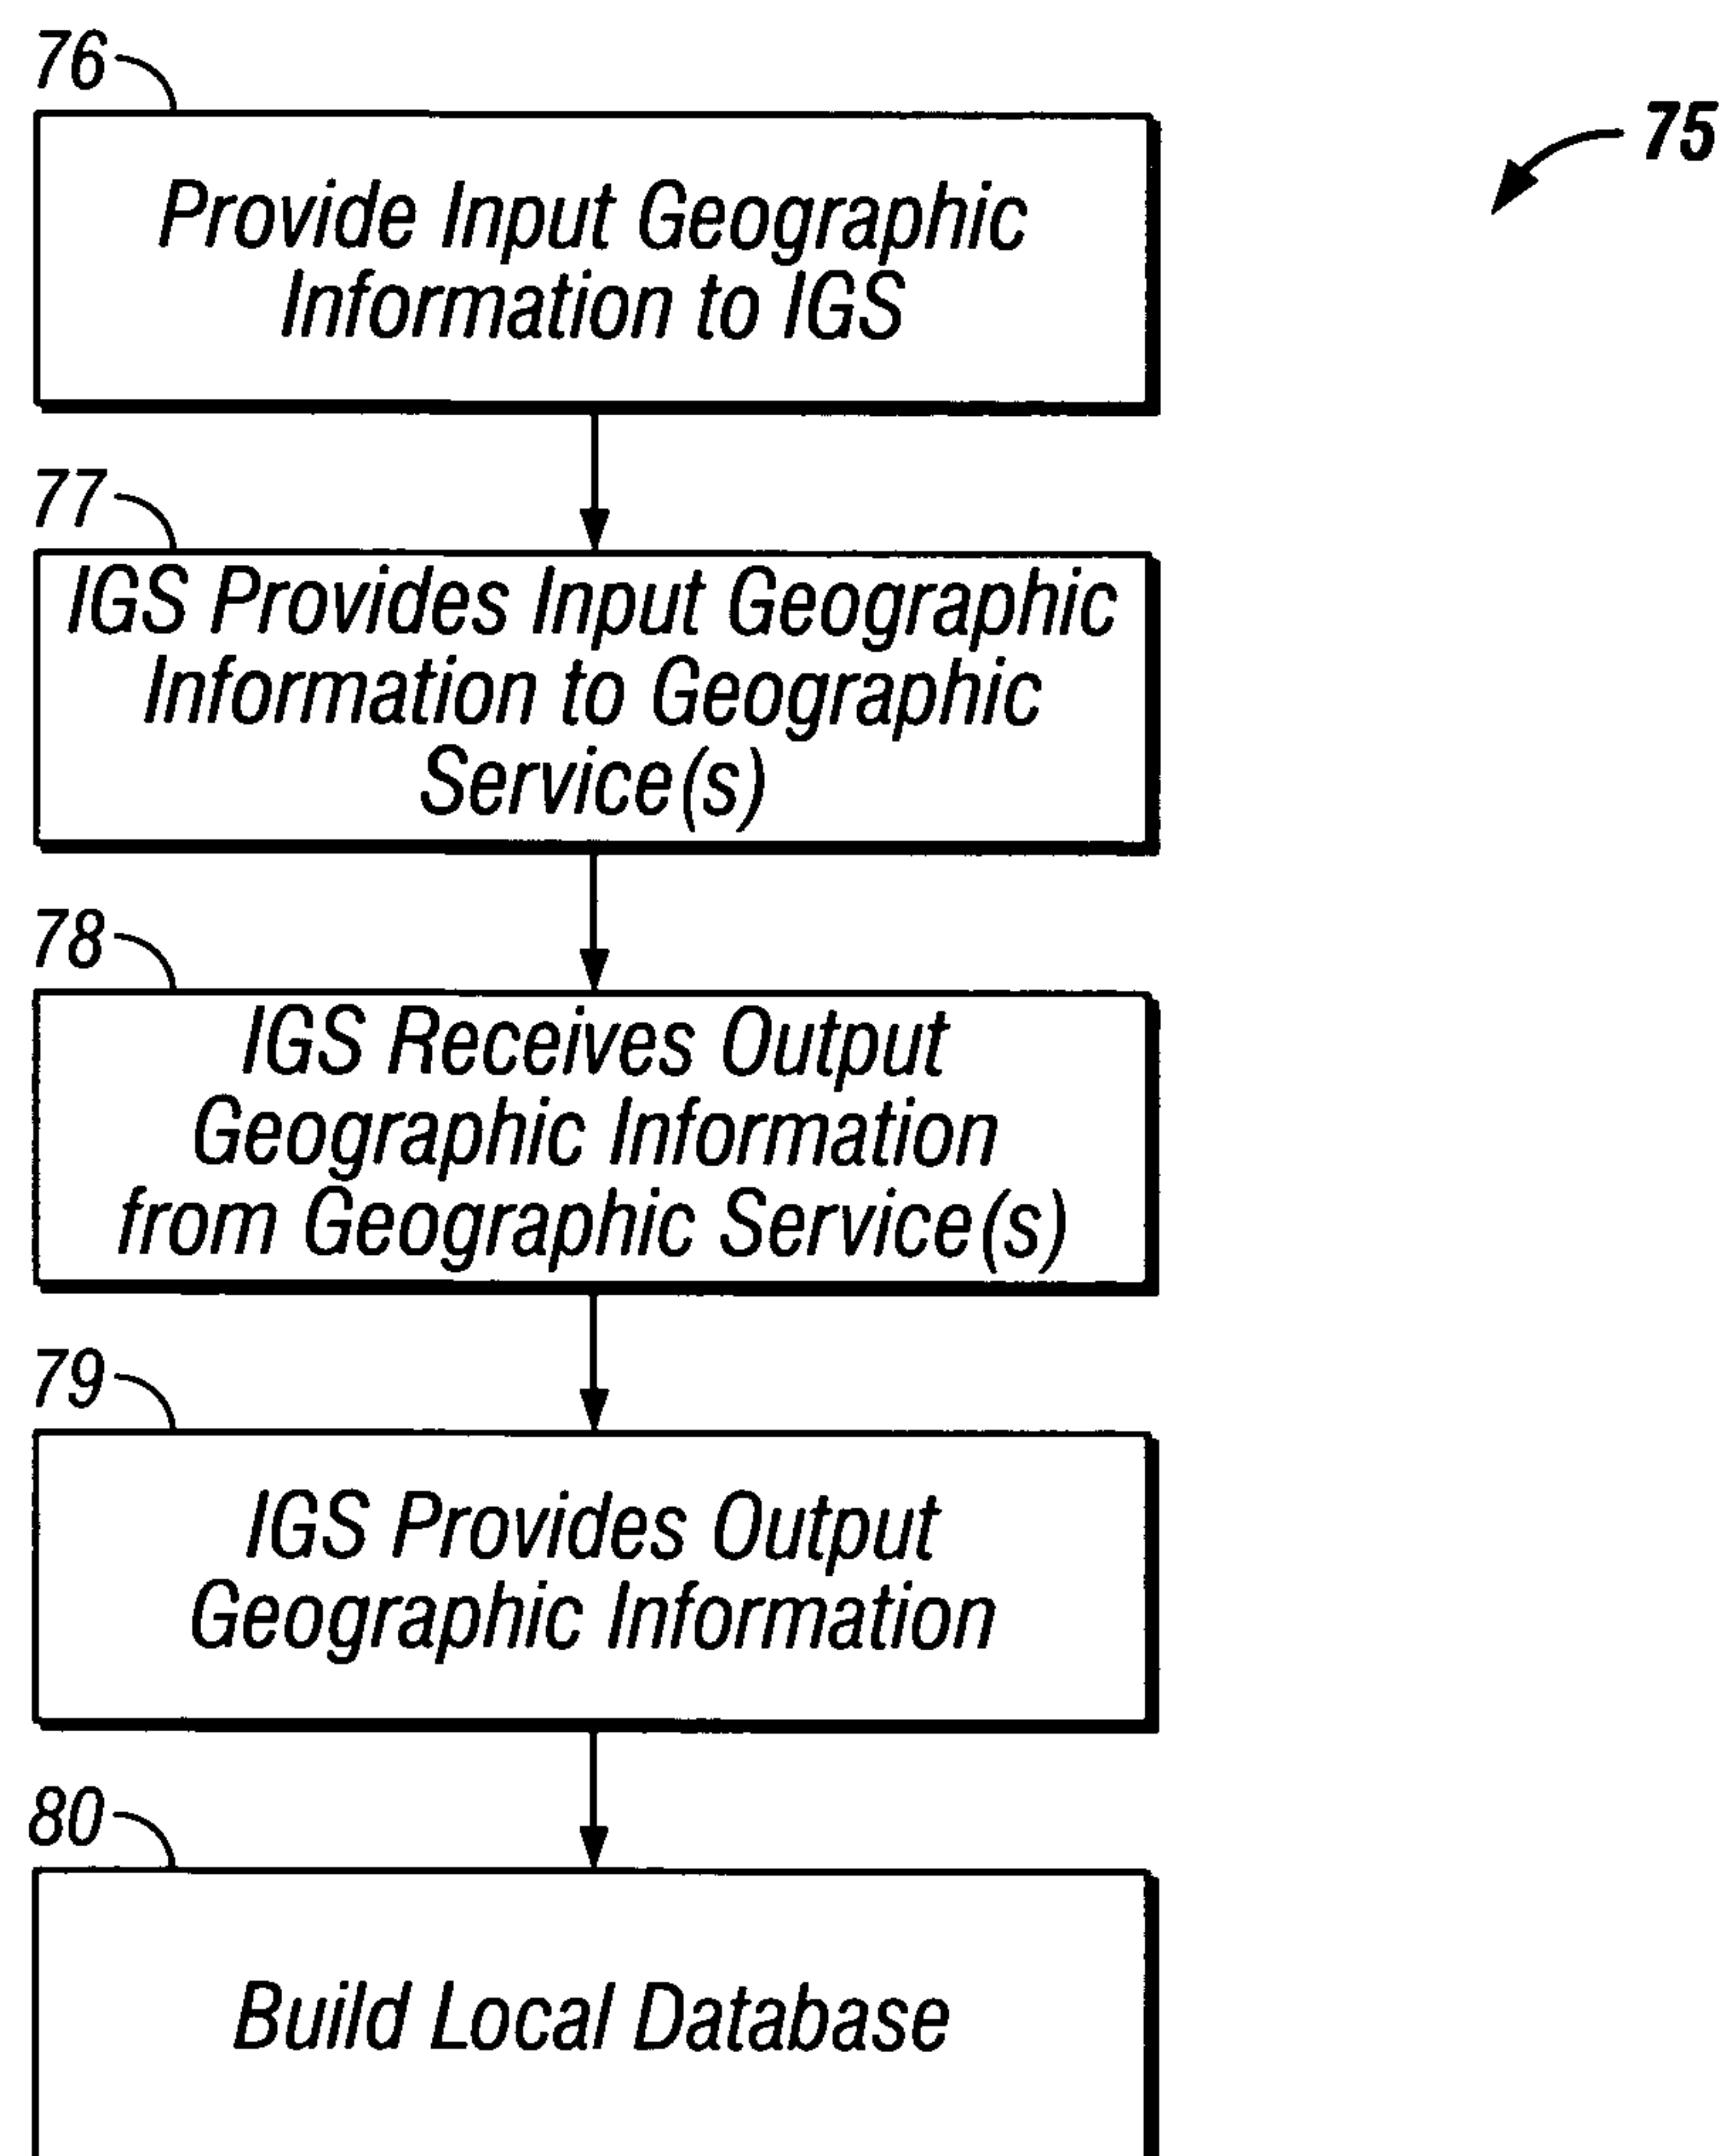 76
75
Provide Input Geographic
Information to IGS
77
IGS Provides Input Geographic
Information to Geographic
Service(s)
78
IGS Receives Output
Geographic Information
from Geographic Service(s)
79
IGS Provides Output
Geographic Information
80
Build Local Database